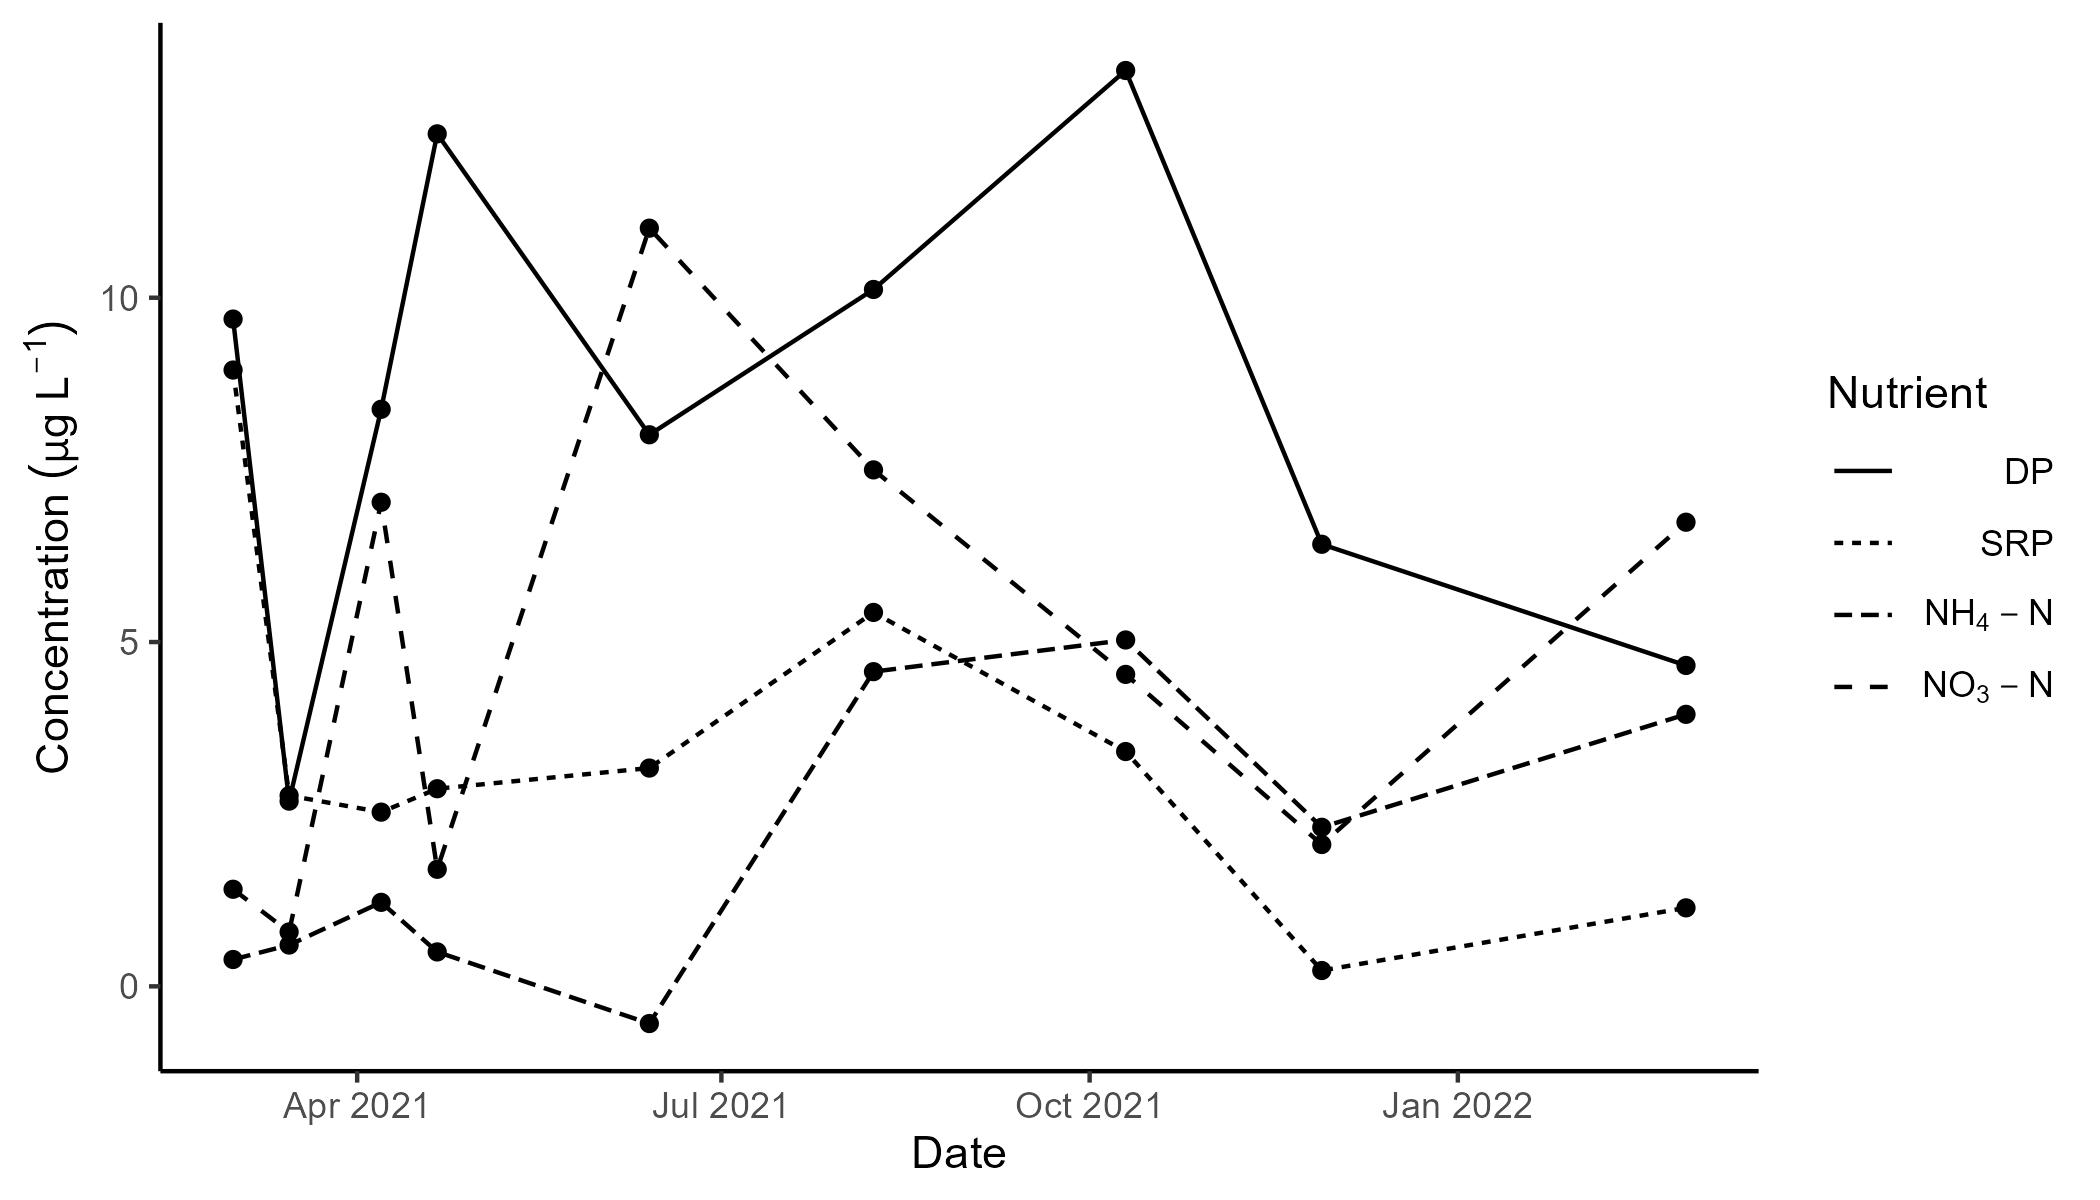 Concentration (µg L⁻¹)
10
5
0
Apr 2021 Jul 2021 Oct 2021 Jan 2022
Date
Nutrient
DP
SRP
NH₄ − N
NO₃ − N